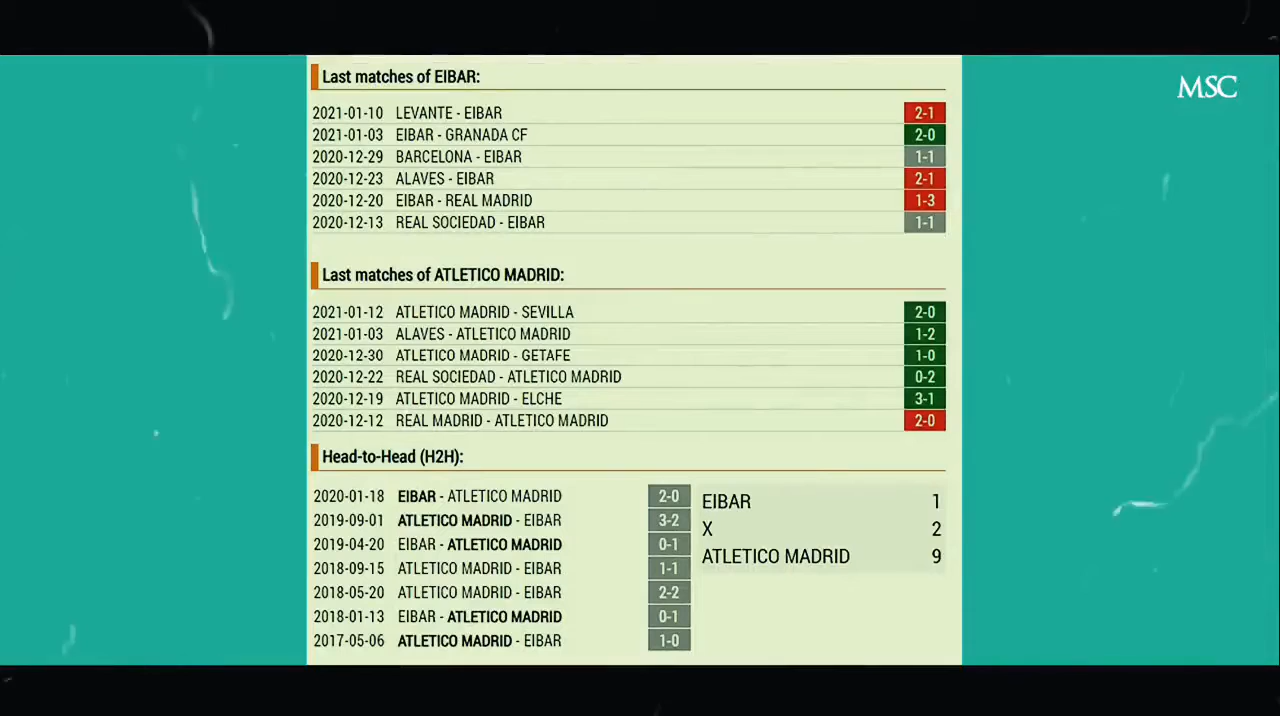 MSC
Last matches of EIBAR:
2021-01-10 LEVANTE - EIBAR 2-1
2021-01-03 EIBAR - GRANADA CF 2-0
2020-12-29 BARCELONA - EIBAR 1-1
2020-12-23 ALAVES - EIBAR 2-1
2020-12-20 EIBAR - REAL MADRID 1-3
2020-12-13 REAL SOCIEDAD - EIBAR 1-1
Last matches of ATLETICO MADRID:
2021-01-12 ATLETICO MADRID - SEVILLA 2-0
2021-01-03 ALAVES - ATLETICO MADRID 1-2
2020-12-30 ATLETICO MADRID - GETAFE 1-0
2020-12-22 REAL SOCIEDAD - ATLETICO MADRID 0-2
2020-12-19 ATLETICO MADRID - ELCHE 3-1
2020-12-12 REAL MADRID - ATLETICO MADRID 2-0
Head-to-Head (H2H):
2020-01-18 EIBAR - ATLETICO MADRID 2-0
2019-09-01 ATLETICO MADRID - EIBAR 3-2
2019-04-20 EIBAR - ATLETICO MADRID 0-1
2018-09-15 ATLETICO MADRID - EIBAR 1-1
2018-05-20 ATLETICO MADRID - EIBAR 2-2
2018-01-13 EIBAR - ATLETICO MADRID 0-1
2017-05-06 ATLETICO MADRID - EIBAR 1-0
EIBAR 1
X 2
ATLETICO MADRID 9